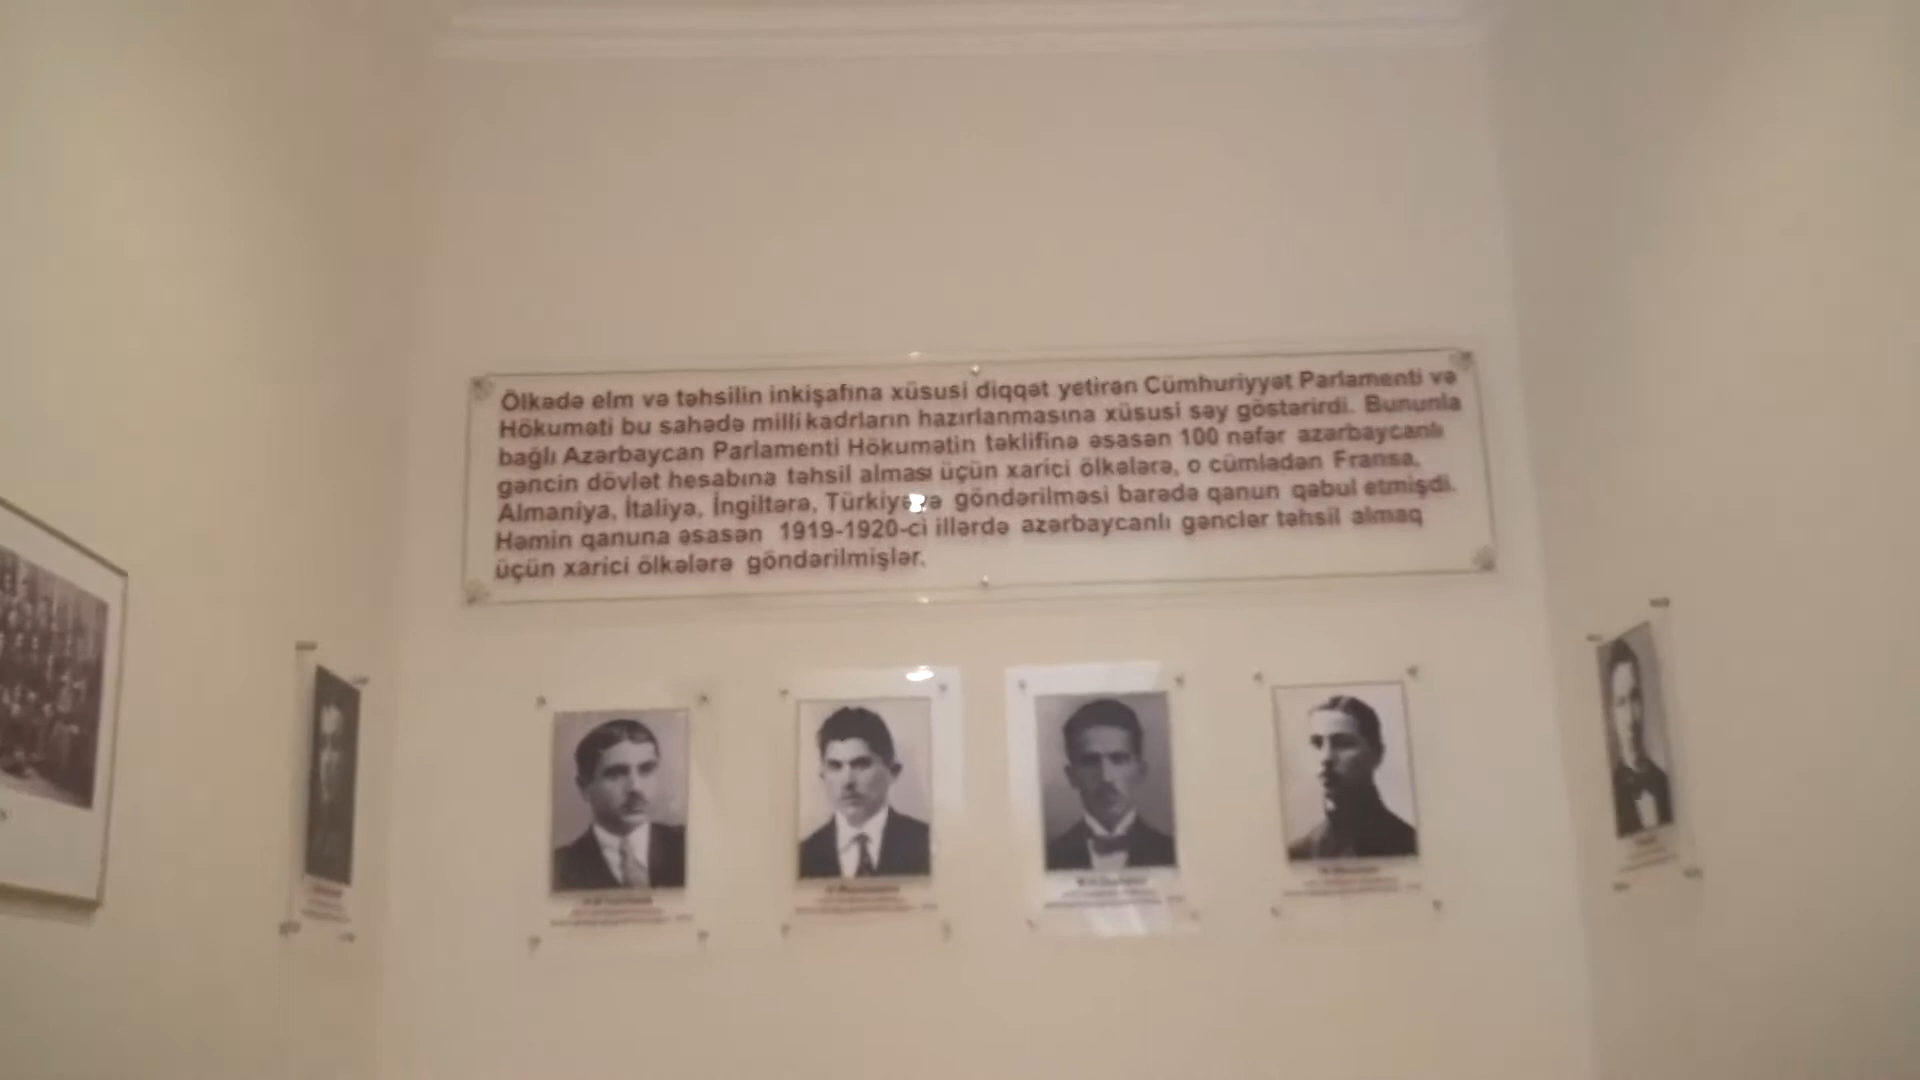 Ölkədə elm və təhsilin inkişafına xüsusi diqqət yetirən Cümhuriyyət Parlamenti və
Hökuməti bu sahədə milli kadrların hazırlanmasına xüsusi səy göstərirdi. Bununla
bağlı Azərbaycan Parlamenti Hökumətin təklifinə əsasən 100 nəfər azərbaycanlı
gəncin dövlət hesabına təhsil alması üçün xarici ölkələrə, o cümlədən Fransa,
Almaniya, İtaliya, İngiltərə, Türkiyəyə göndərilməsi barədə qanun qəbul etmişdi.
Həmin qanuna əsasən 1919-1920-ci illərdə azərbaycanlı gənclər təhsil almaq
üçün xarici ölkələrə göndərilmişlər.